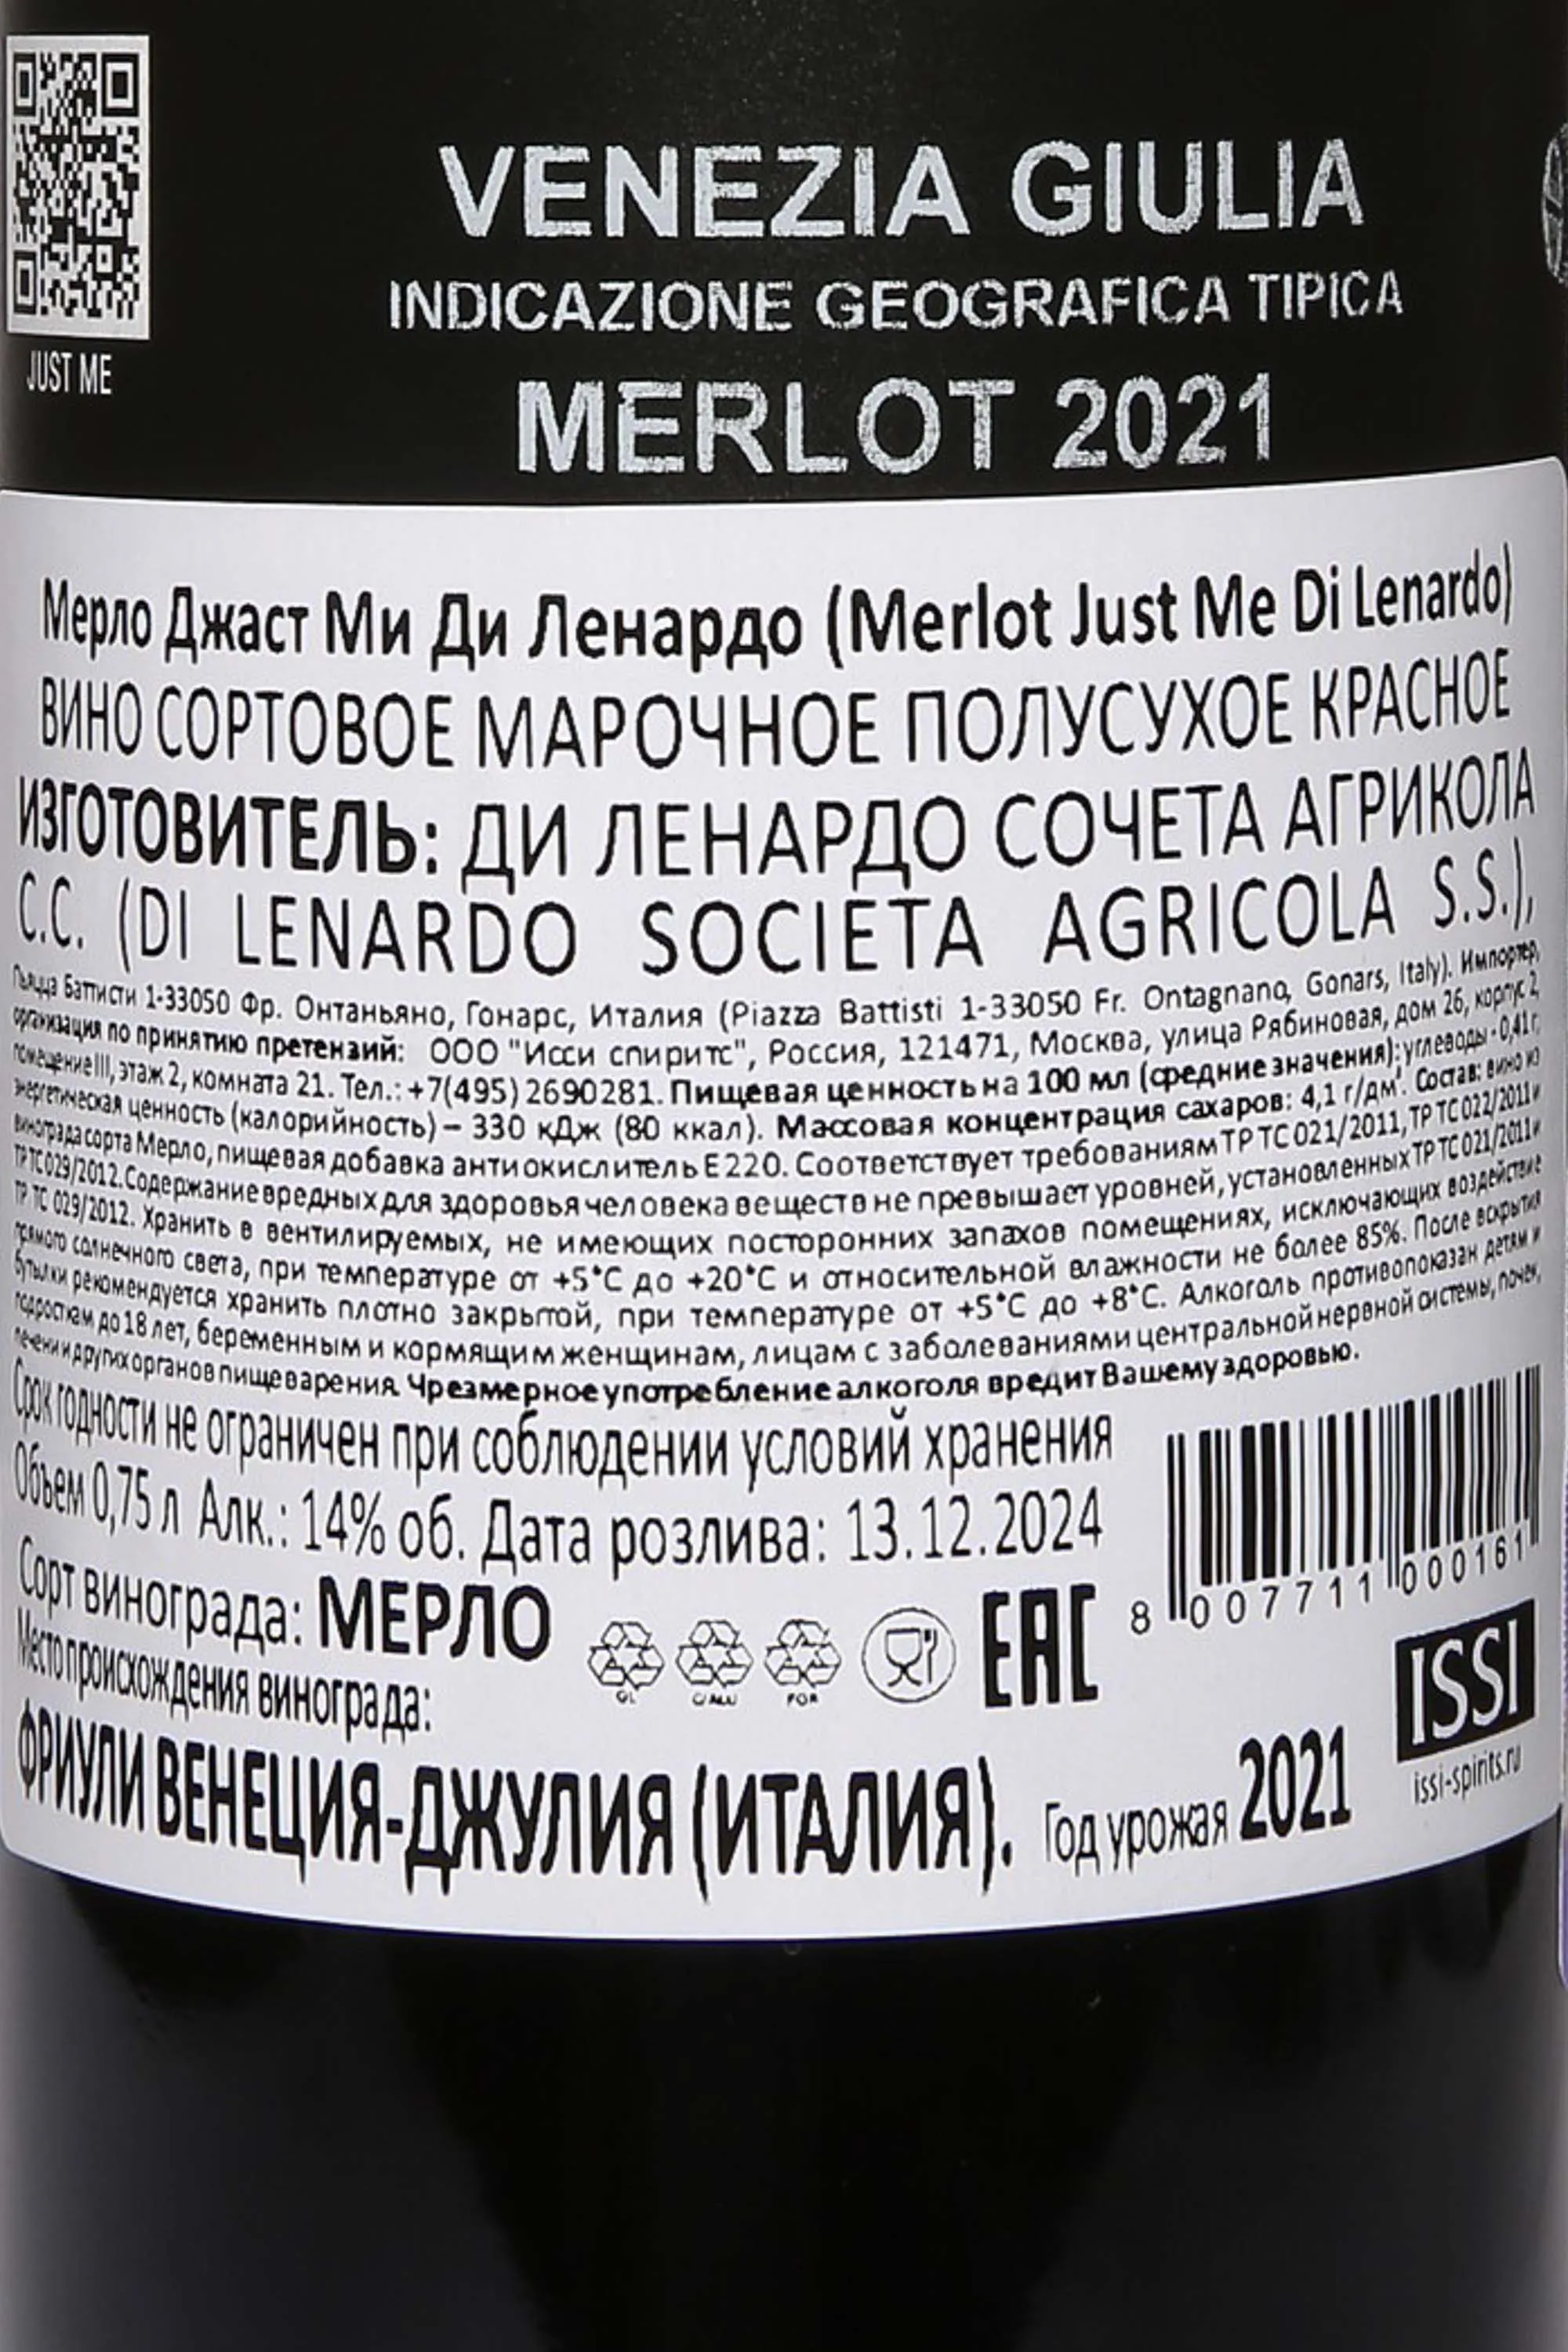 JUST ME
VENEZIA GIULIA
INDICAZIONE GEOGRAFICA TIPICA
MERLOT 2021
Мерло Джаст Ми Ди Ленардо (Merlot Just Me Di Lenardo)
ВИНО СОРТОВОЕ МАРОЧНОЕ ПОЛУСУХОЕ КРАСНОЕ
ИЗГОТОВИТЕЛЬ: ДИ ЛЕНАРДО СОЧЕТА АГРИКОЛА
С.С. (DI LENARDO SOCIETA AGRICOLA S.S.),
Пьяцца Баттисти 1-33050 Фр. Онтаньяно, Гонарс, Италия (Piazza Battisti 1-33050 Fr. Ontagnano, Gonars, Italy). Импортер,
организация по принятию претензий: ООО "Исси спиритс", Россия, 121471, Москва, улица Рябиновая, дом 26, корпус 2,
помещение III, этаж 2, комната 21. Тел.: +7(495) 2690281. Пищевая ценность на 100 мл (средние значения): углеводы - 0,41 г;
энергетическая ценность (калорийность) – 330 кДж (80 ккал). Массовая концентрация сахаров: 4,1 г/дм³. Состав: вино из
винограда сорта Мерло, пищевая добавка антиокислитель Е220. Соответствует требованиям ТР ТС 021/2011, ТР ТС 022/2011 и
ТР ТС 029/2012. Содержание вредных для здоровья человека веществ не превышает уровней, установленных ТР ТС 021/2011 и
ТР ТС 029/2012. Хранить в вентилируемых, не имеющих посторонних запахов помещениях, исключающих воздействие
прямого солнечного света, при температуре от +5°С до +20°С и относительной влажности не более 85%. После вскрытия
бутылки рекомендуется хранить плотно закрытой, при температуре от +5°С до +8°С. Алкоголь противопоказан детям и
подросткам до 18 лет, беременным и кормящим женщинам, лицам с заболеваниями центральной нервной системы, почек,
печени и других органов пищеварения. Чрезмерное употребление алкоголя вредит Вашему здоровью.
Срок годности не ограничен при соблюдении условий хранения
Объем 0,75 л Алк.: 14% об. Дата розлива: 13.12.2024
8 007711 000161
Сорт винограда: МЕРЛО
GL C/ALU FOR
EAC
Место происхождения винограда:
ФРИУЛИ ВЕНЕЦИЯ-ДЖУЛИЯ (ИТАЛИЯ). Год урожая 2021
ISSI
issi-spirits.ru